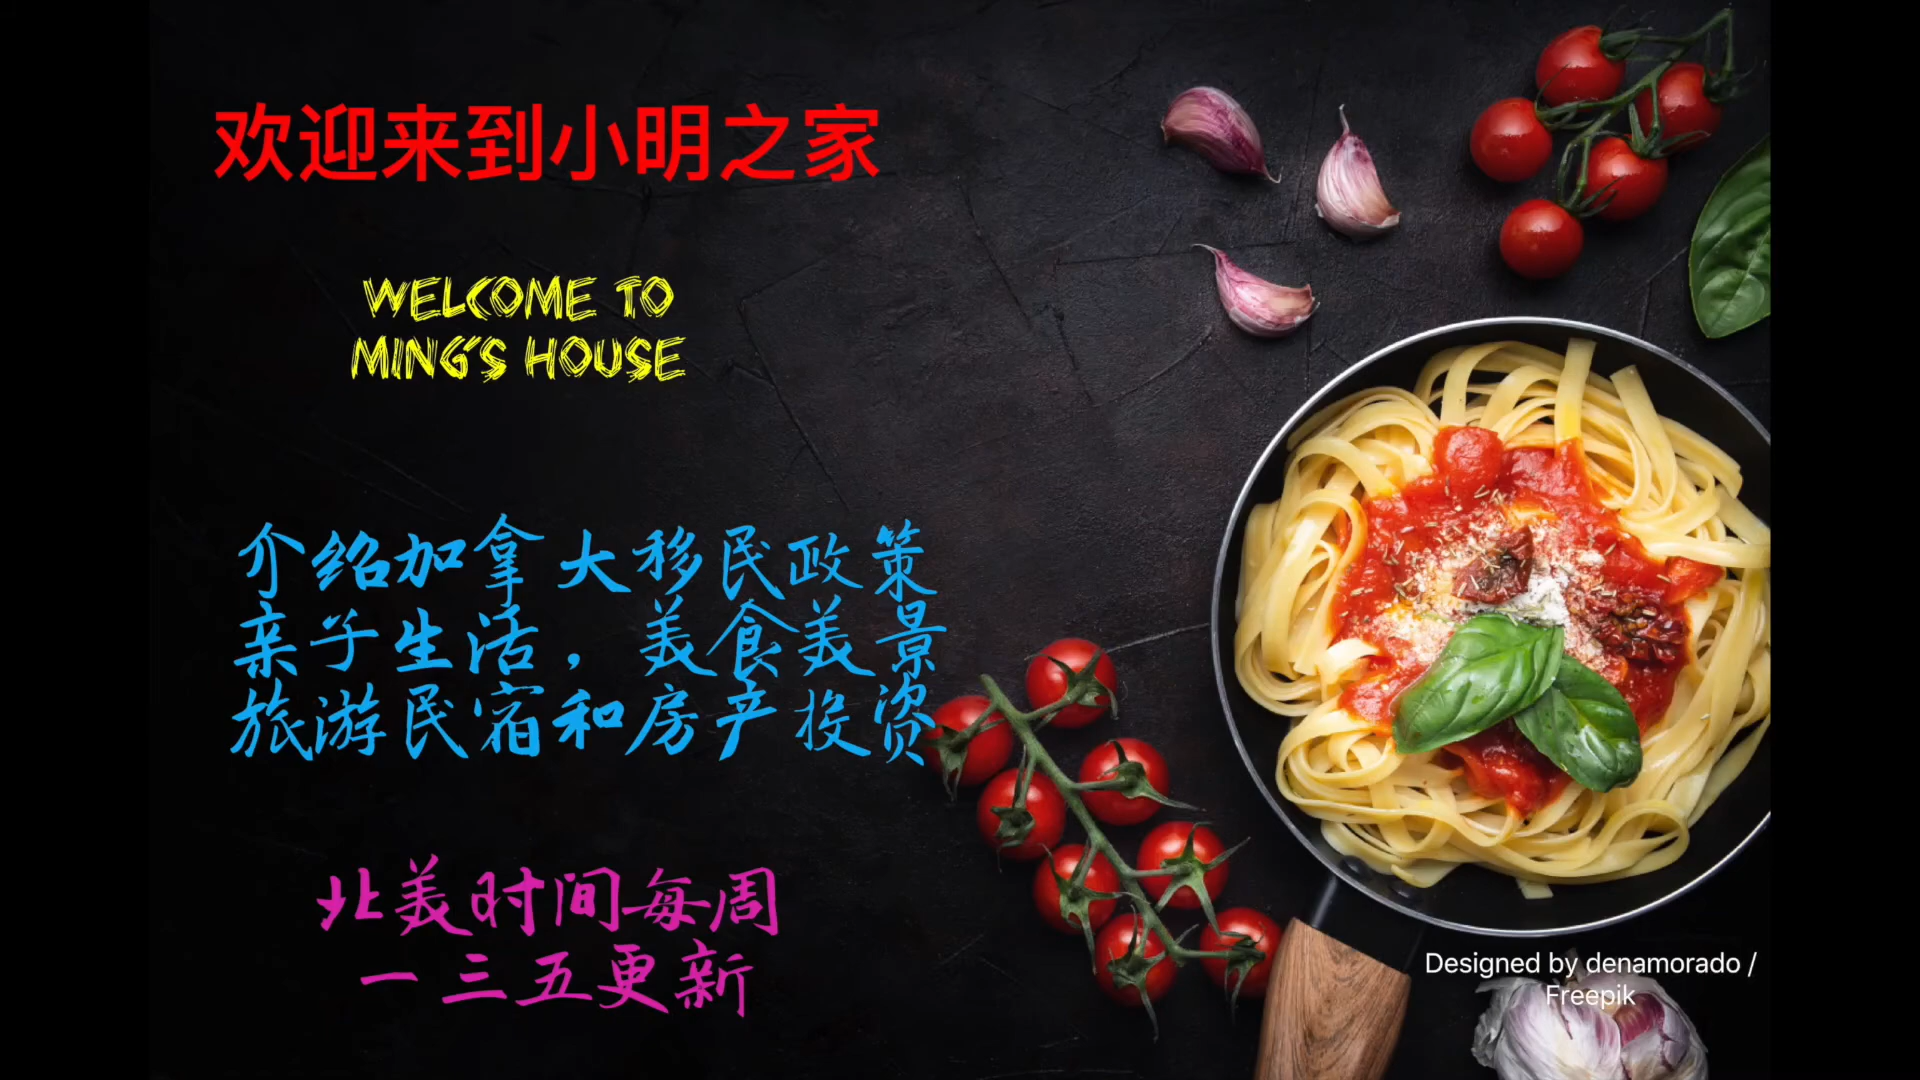 欢迎来到小明之家
WELCOME TO
MING'S HOUSE
介绍加拿大移民政策
亲子生活，美食美景
旅游民宿和房产投资
北美时间每周
一三五更新
Designed by denamorado /
Freepik